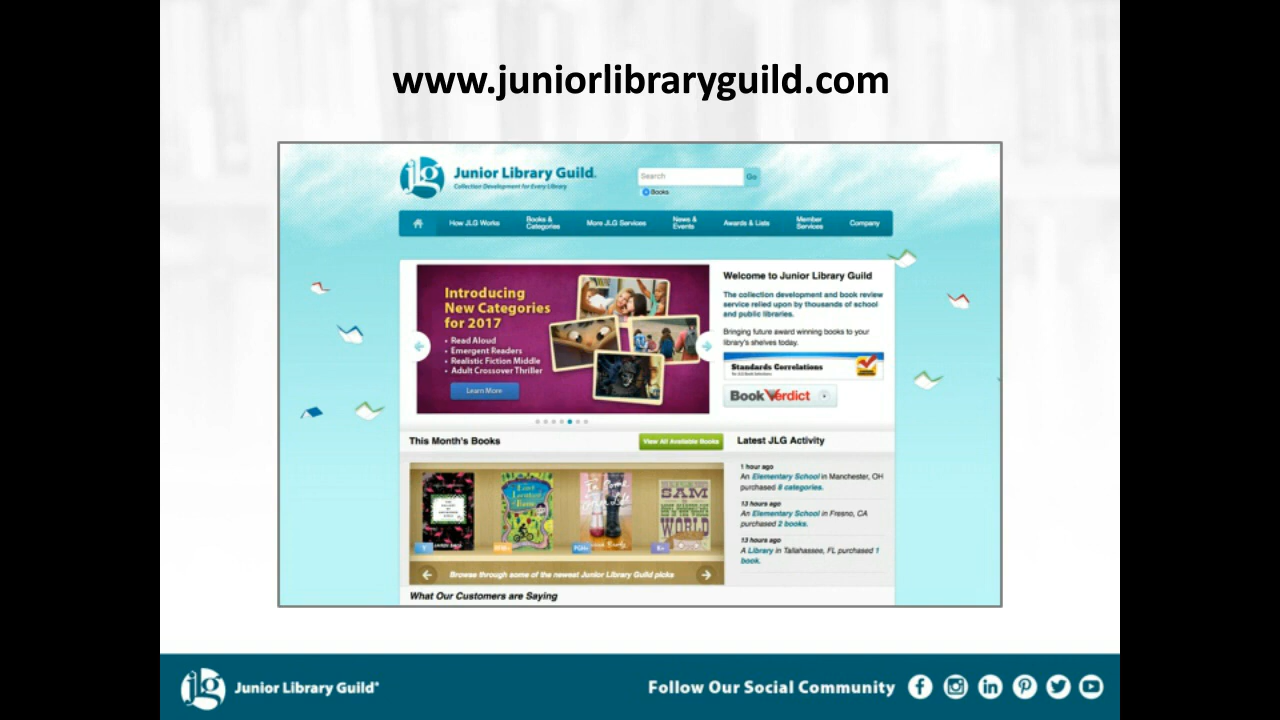 www.juniorlibraryguild.com
jlg
Junior Library Guild.
Collection Development for Every Library
Search
Go
Books
How JLG Works
Books &
Categories
More JLG Services
News &
Events
Awards & Lists
Member
Services
Company
Introducing
New Categories
for 2017
• Read Aloud
• Emergent Readers
• Realistic Fiction Middle
• Adult Crossover Thriller
Learn More
Welcome to Junior Library Guild
The collection development and book review
service relied upon by thousands of school
and public libraries.
Bringing future award winning books to your
library's shelves today.
Standards Correlations
for JLG Book Selections
BookVerdict
This Month's Books
View All Available Books
Latest JLG Activity
1 hour ago
An Elementary School in Manchester, OH
purchased 8 categories.
13 hours ago
An Elementary School in Fresno, CA
purchased 2 books.
13 hours ago
A Library in Tallahassee, FL purchased 1
book.
SAM
WORLD
Browse through some of the newest Junior Library Guild picks
What Our Customers are Saying
jlg
Junior Library Guild®
Follow Our Social Community